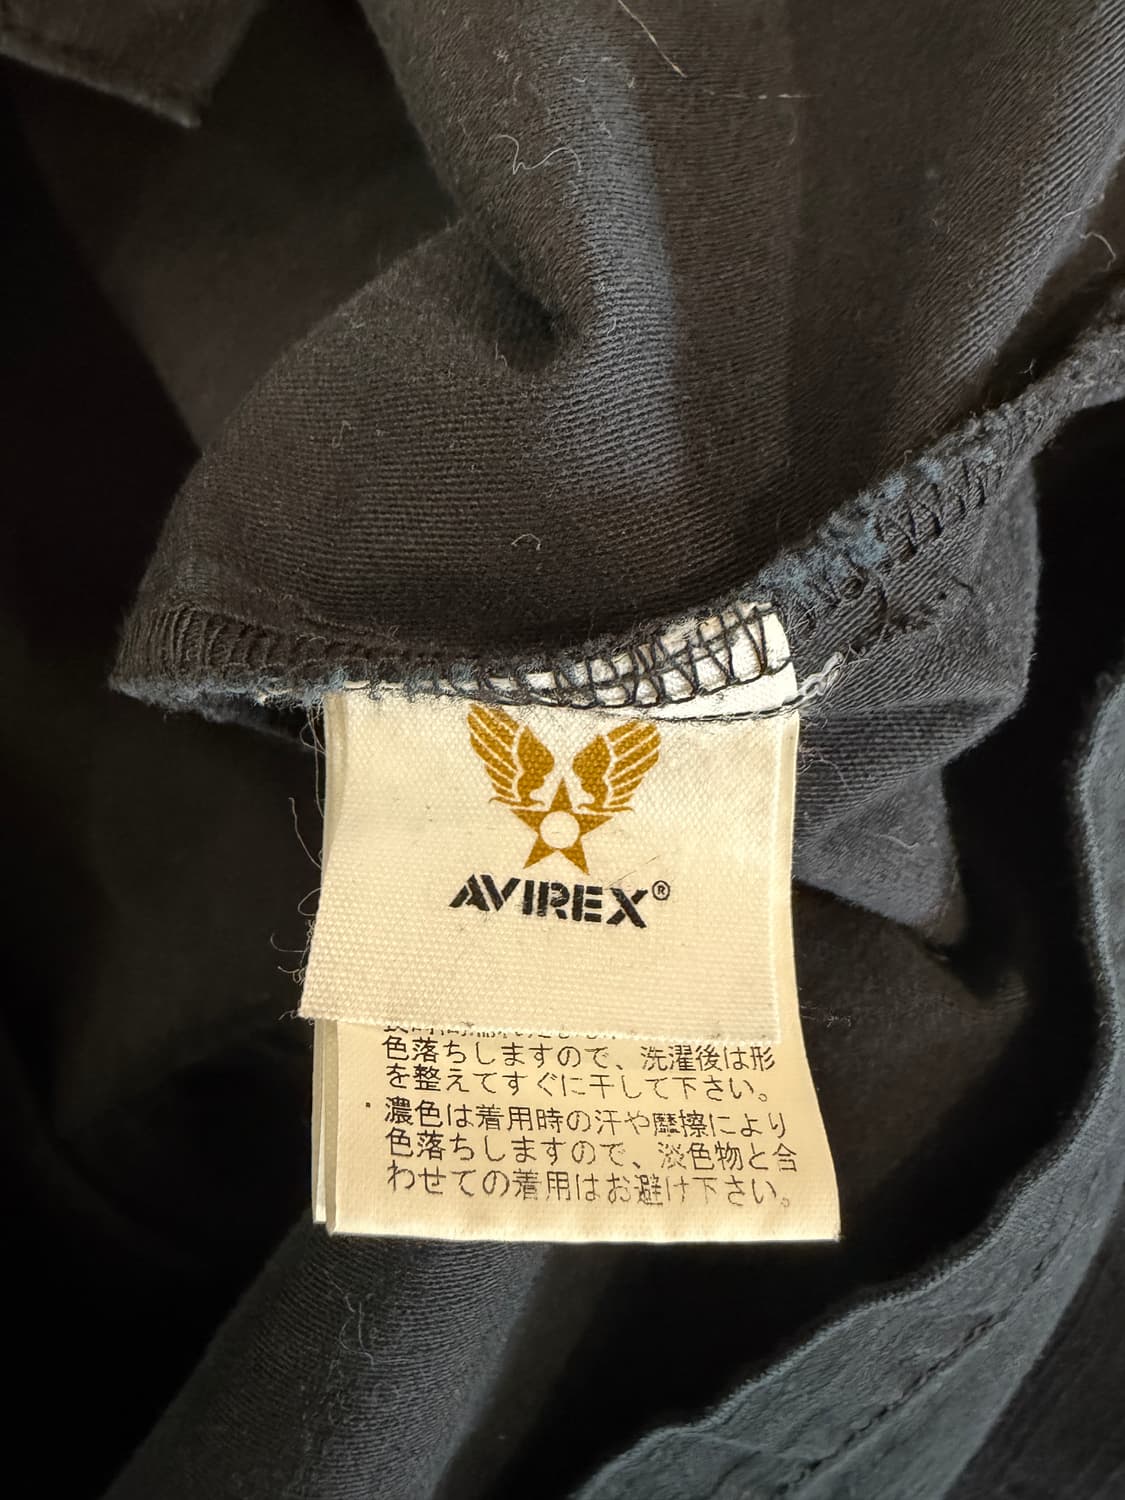 AVIREX®
色落ちしますので、洗濯後は形
を整えてすぐに干して下さい。
・濃色は着用時の汗や摩擦により
色落ちしますので、淡色物と合
わせての着用はお避け下さい。